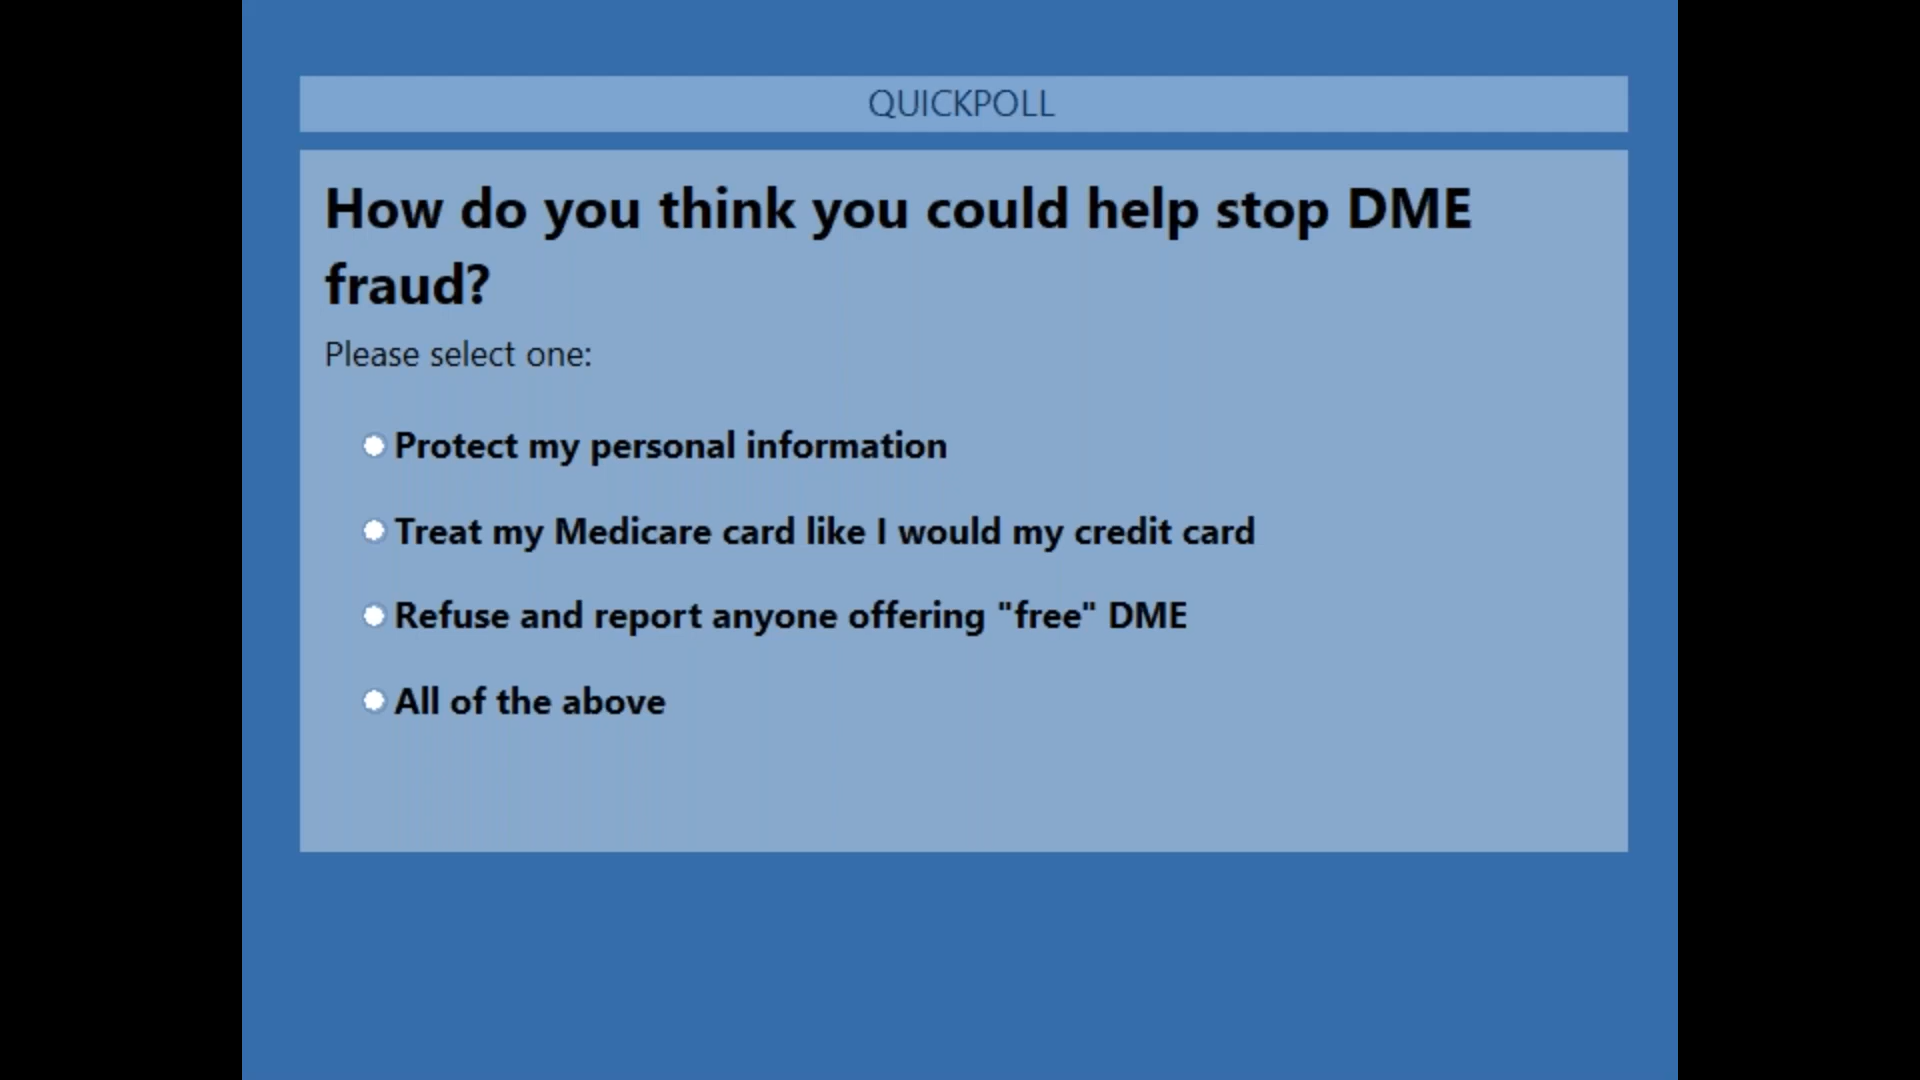 QUICKPOLL
How do you think you could help stop DME
fraud?
Please select one:
Protect my personal information
Treat my Medicare card like I would my credit card
Refuse and report anyone offering "free" DME
All of the above